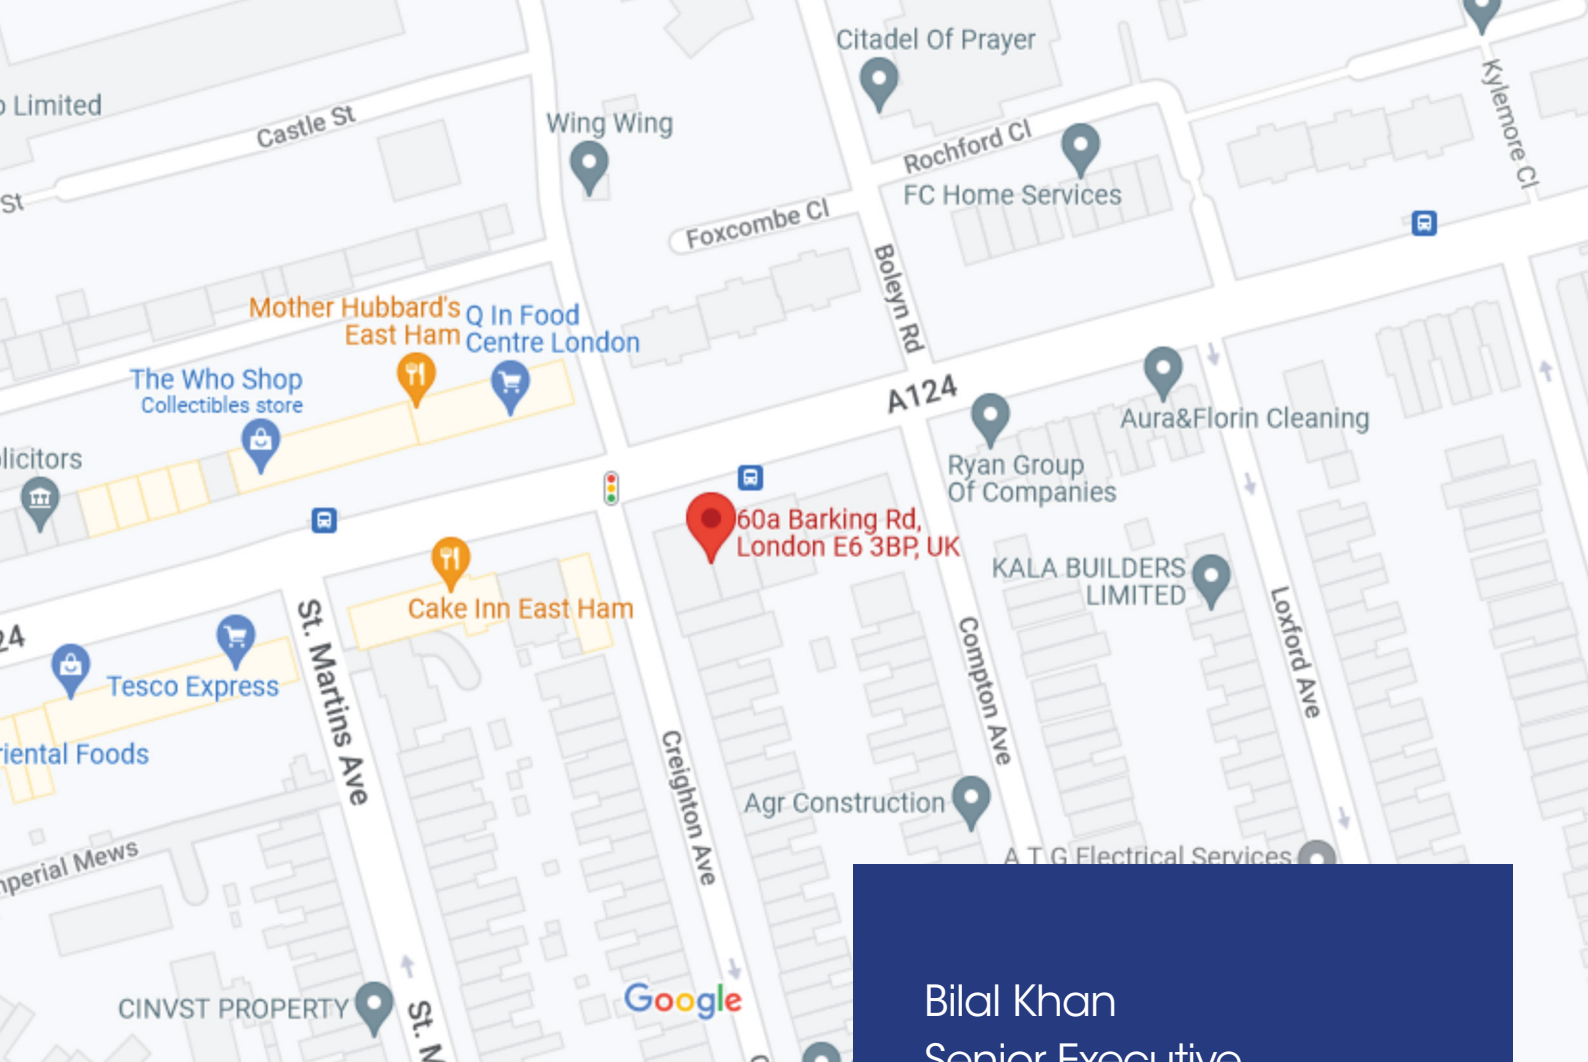 Citadel Of Prayer
Limited
Castle St
Wing Wing
Rochford Cl
Kylemore Cl
FC Home Services
St
Foxcombe Cl
Boleyn Rd
Mother Hubbard's
East Ham
Q In Food
Centre London
The Who Shop
Collectibles store
A124
Aura&Florin Cleaning
licitors
Ryan Group
Of Companies
60a Barking Rd,
London E6 3BP, UK
KALA BUILDERS
LIMITED
Cake Inn East Ham
24
St. Martins Ave
Compton Ave
Loxford Ave
Tesco Express
riental Foods
Creighton Ave
Agr Construction
perial Mews
A T G Electrical Services
CINVST PROPERTY
Google
St. M
Bilal Khan
Senior Executive